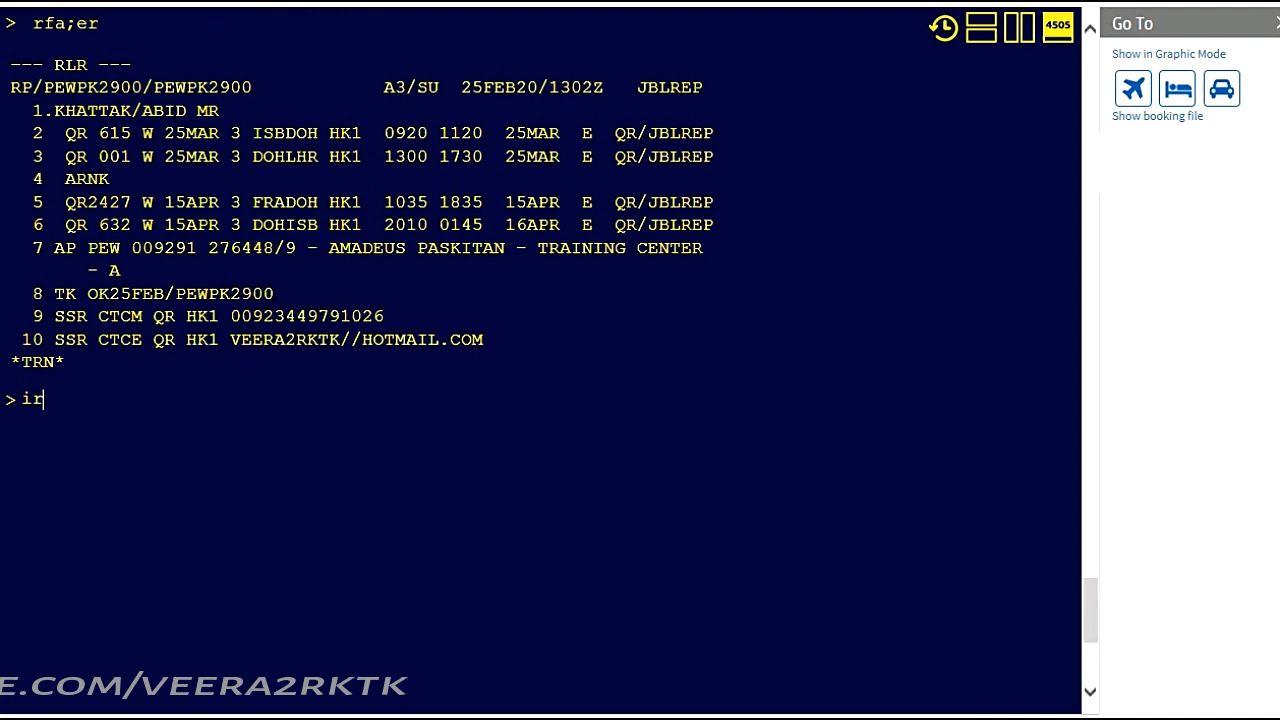 > rfa;er
4505
--- RLR ---
RP/PEWPK2900/PEWPK2900 A3/SU 25FEB20/1302Z JBLREP
1.KHATTAK/ABID MR
2 QR 615 W 25MAR 3 ISBDOH HK1 0920 1120 25MAR E QR/JBLREP
3 QR 001 W 25MAR 3 DOHLHR HK1 1300 1730 25MAR E QR/JBLREP
4 ARNK
5 QR2427 W 15APR 3 FRADOH HK1 1035 1835 15APR E QR/JBLREP
6 QR 632 W 15APR 3 DOHISB HK1 2010 0145 16APR E QR/JBLREP
7 AP PEW 009291 276448/9 - AMADEUS PASKITAN - TRAINING CENTER
- A
8 TK OK25FEB/PEWPK2900
9 SSR CTCM QR HK1 00923449791026
10 SSR CTCE QR HK1 VEERA2RKTK//HOTMAIL.COM
*TRN*
> ir
E.COM/VEERA2RKTK
Go To
Show in Graphic Mode
Show booking file